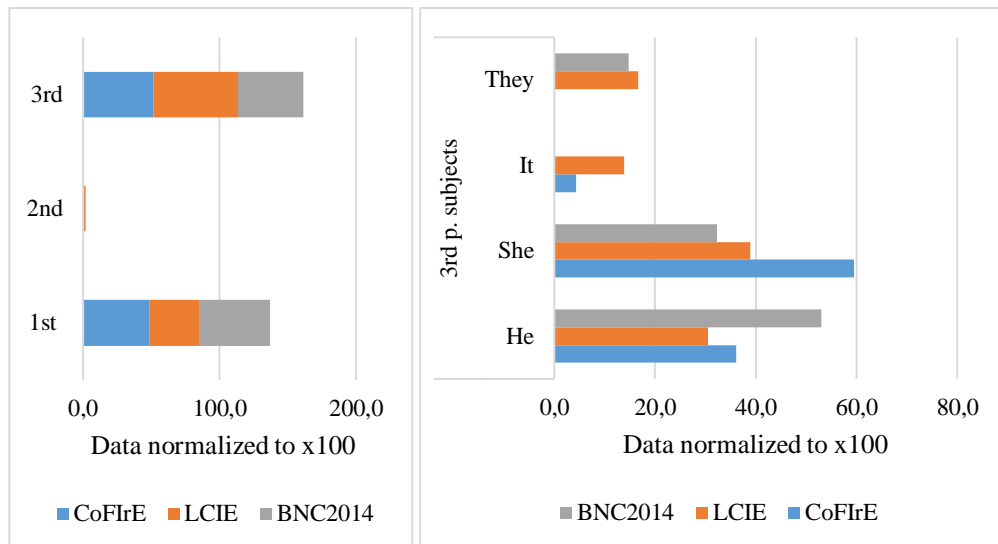 3rd
2nd
1st
0,0 100,0 200,0
Data normalized to x100
CoFIrE LCIE BNC2014
3rd p. subjects
They
It
She
He
0,0 20,0 40,0 60,0 80,0
Data normalized to x100
BNC2014 LCIE CoFIrE